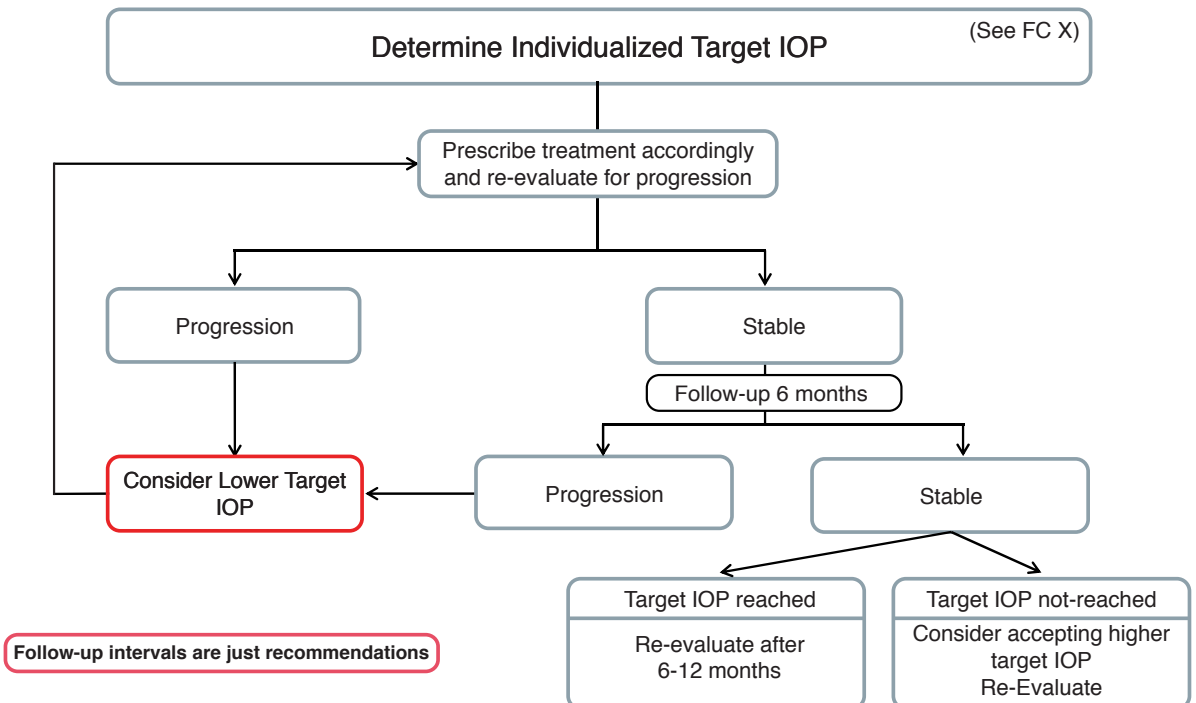 (See FC X)
Determine Individualized Target IOP
Prescribe treatment accordingly
and re-evaluate for progression
Progression
Stable
Follow-up 6 months
Consider Lower Target
IOP
Progression
Stable
Target IOP reached
Re-evaluate after
6-12 months
Target IOP not-reached
Consider accepting higher
target IOP
Re-Evaluate
Follow-up intervals are just recommendations